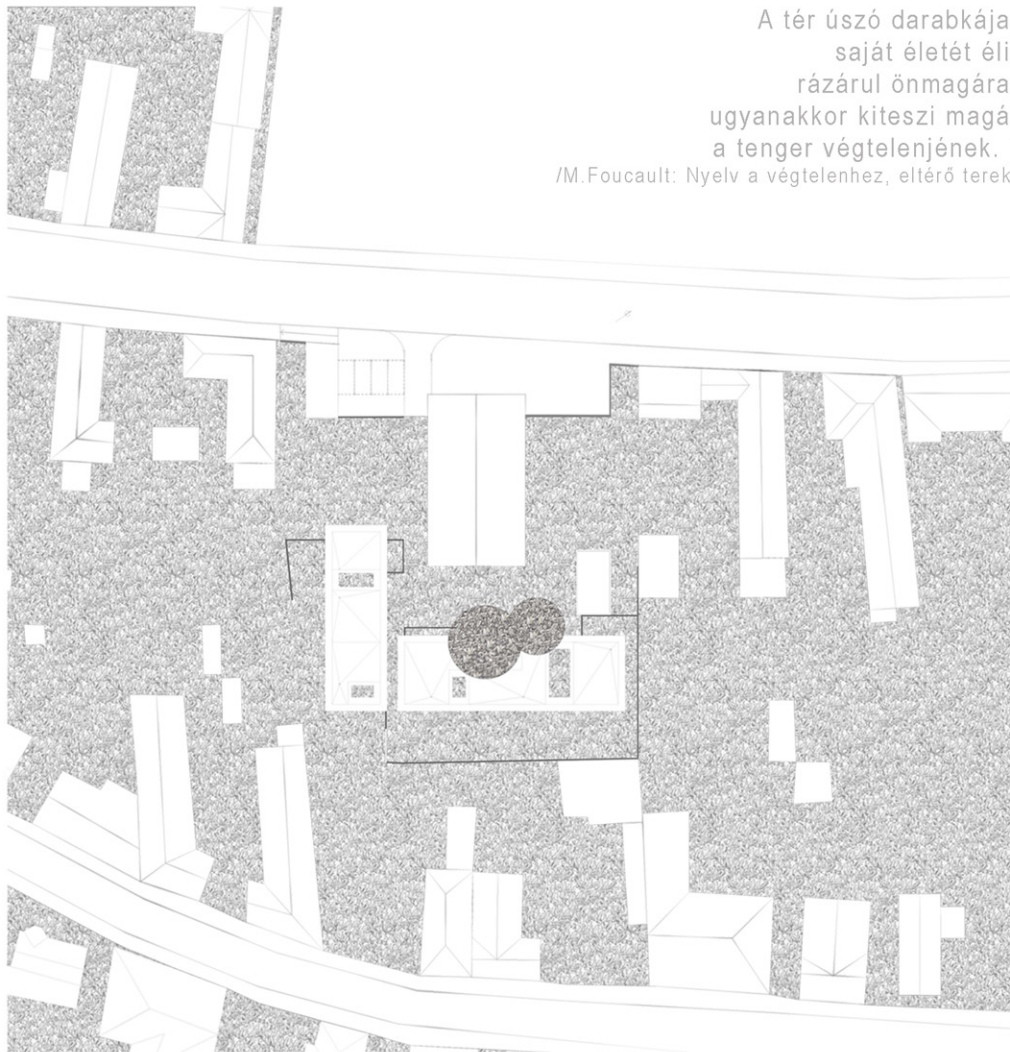 A tér úszó darabkája
saját életét éli
rázárul önmagára
ugyanakkor kiteszi magá
a tenger végtelenjének.
/M.Foucault: Nyelv a végtelenhez, eltérő terek